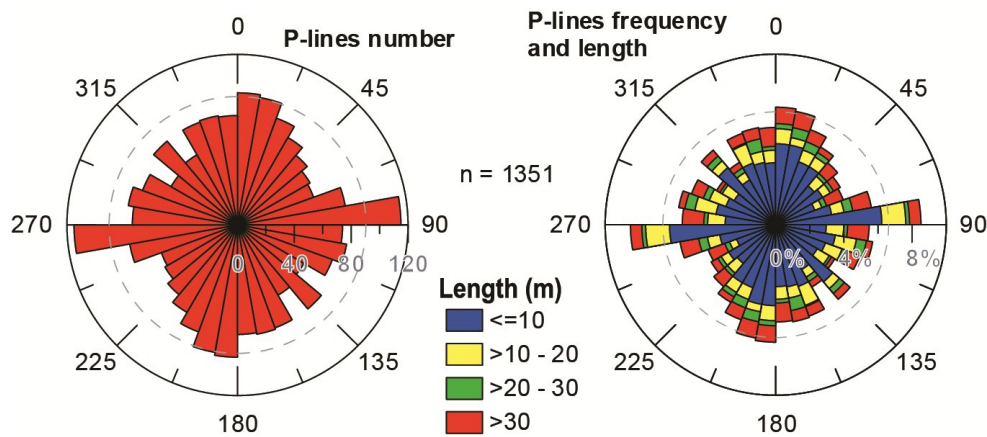 P-lines number
0
45
90
135
180
225
270
315
0 40 80 120
n = 1351
Length (m)
<=10
>10 - 20
>20 - 30
>30
P-lines frequency
and length
0
45
90
135
180
225
270
315
0% 4% 8%